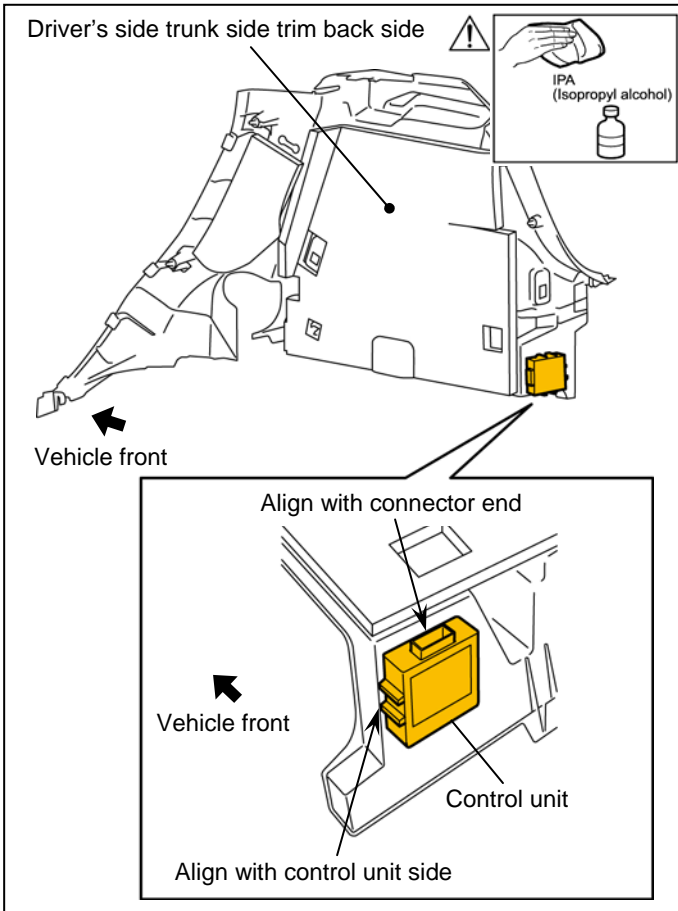 Driver's side trunk side trim back side
IPA
(Isopropyl alcohol)
Vehicle front
Align with connector end
Vehicle front
Control unit
Align with control unit side